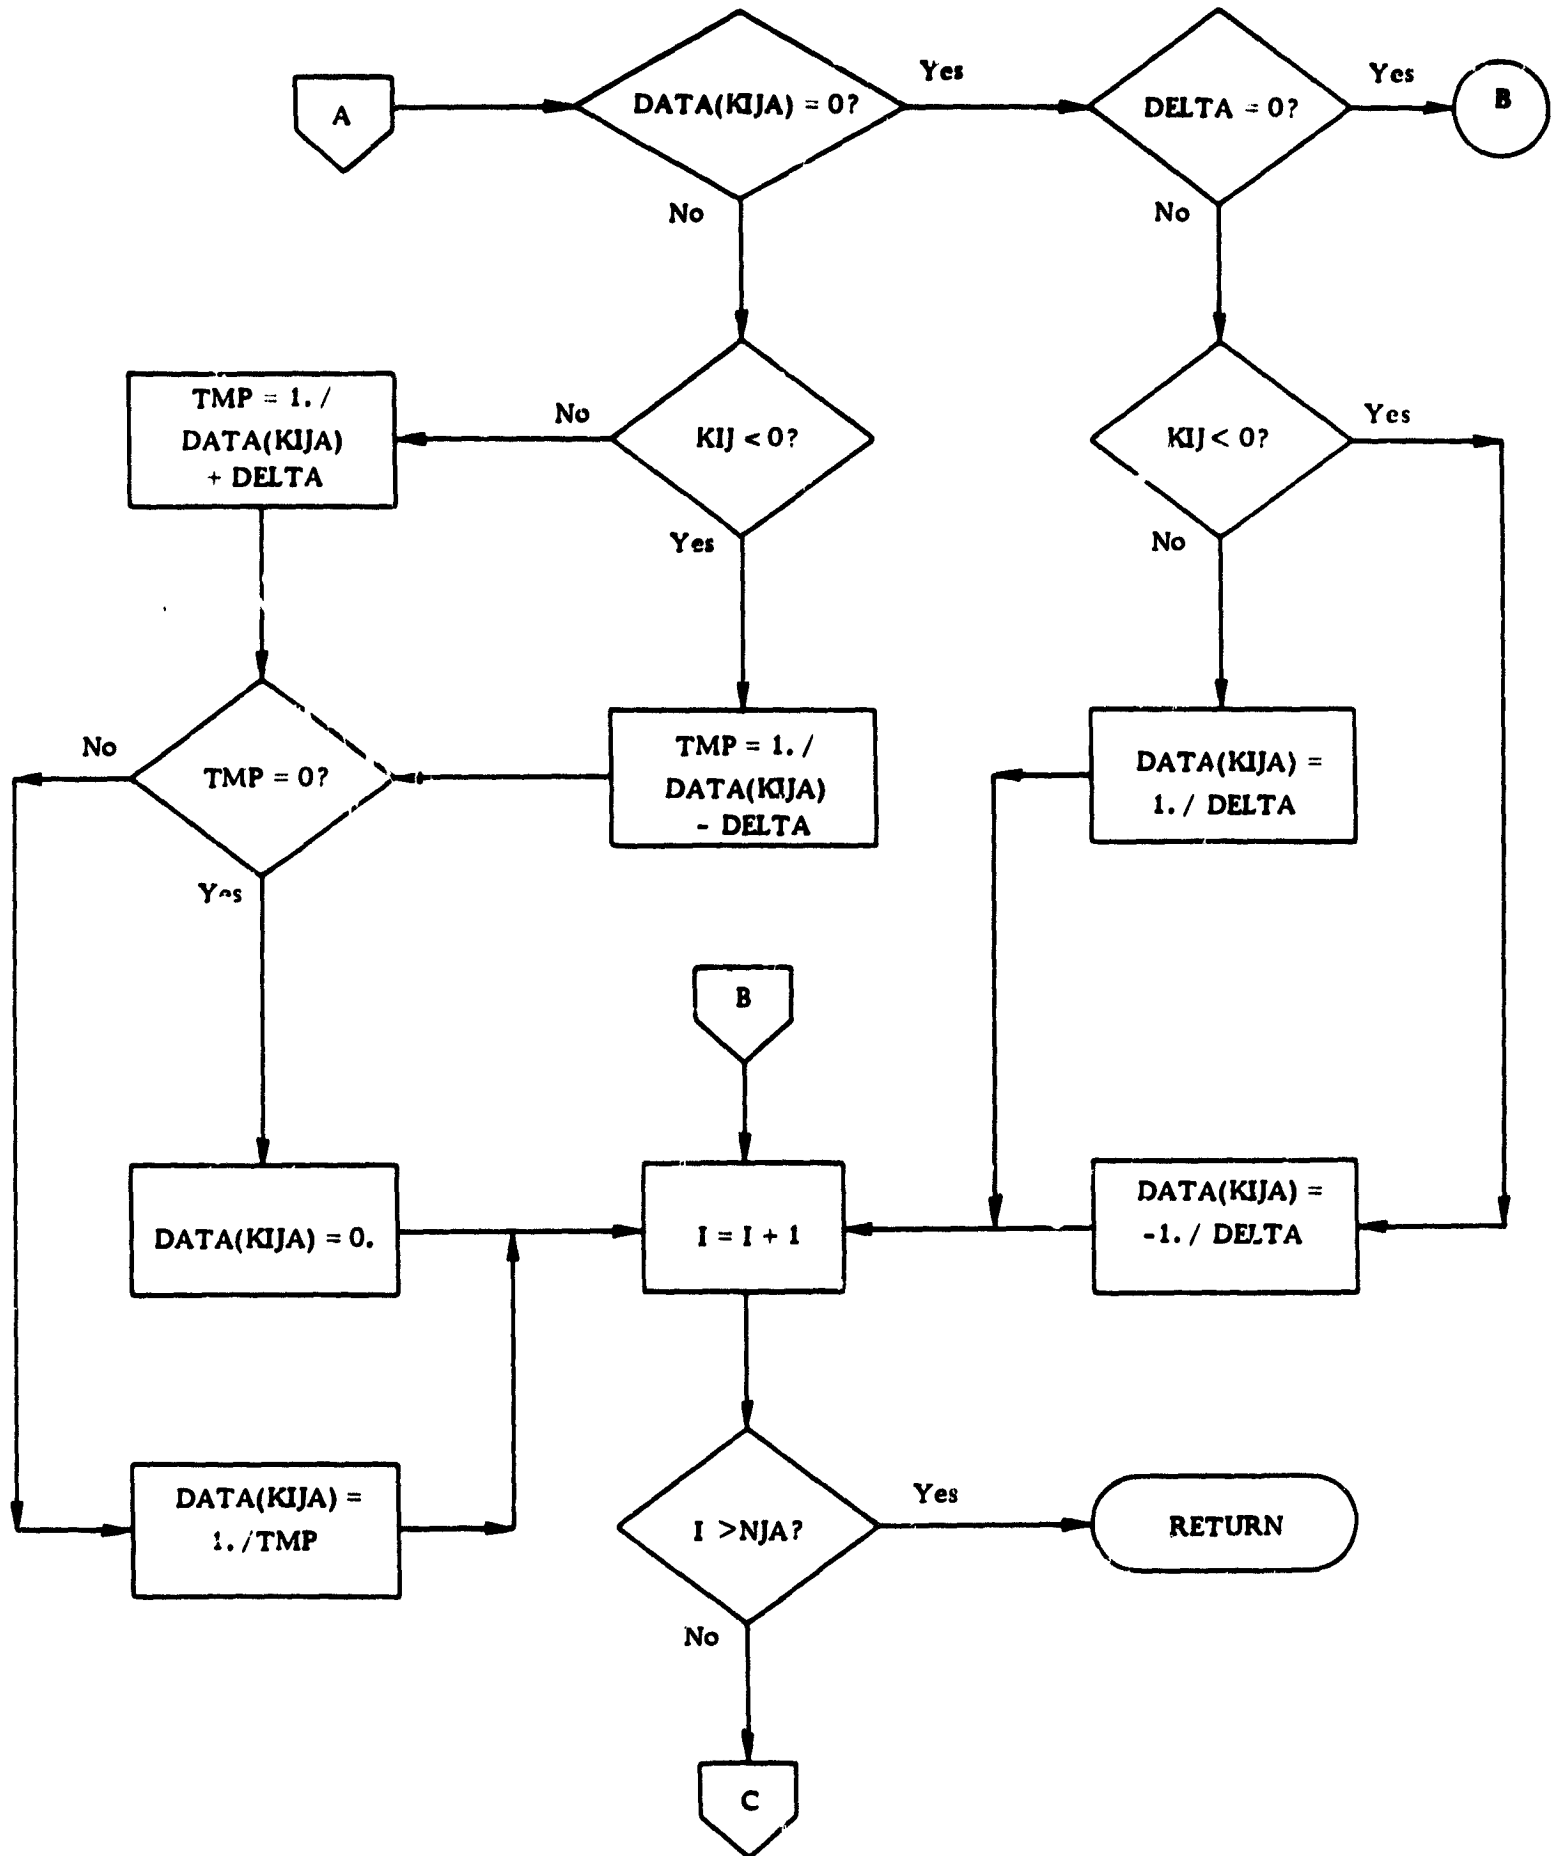 A
DATA(KIJA) = 0?
Yes
DELTA = 0?
Yes
B
No
No
TMP = 1. /
DATA(KIJA)
+ DELTA
No
KIJ < 0?
Yes
KIJ < 0?
Yes
No
No
TMP = 0?
Yes
TMP = 1. /
DATA(KIJA)
- DELTA
DATA(KIJA) =
1. / DELTA
B
DATA(KIJA) = 0.
I = I + 1
DATA(KIJA) =
-1. / DELTA
DATA(KIJA) =
1. /TMP
I >NJA?
Yes
RETURN
No
C